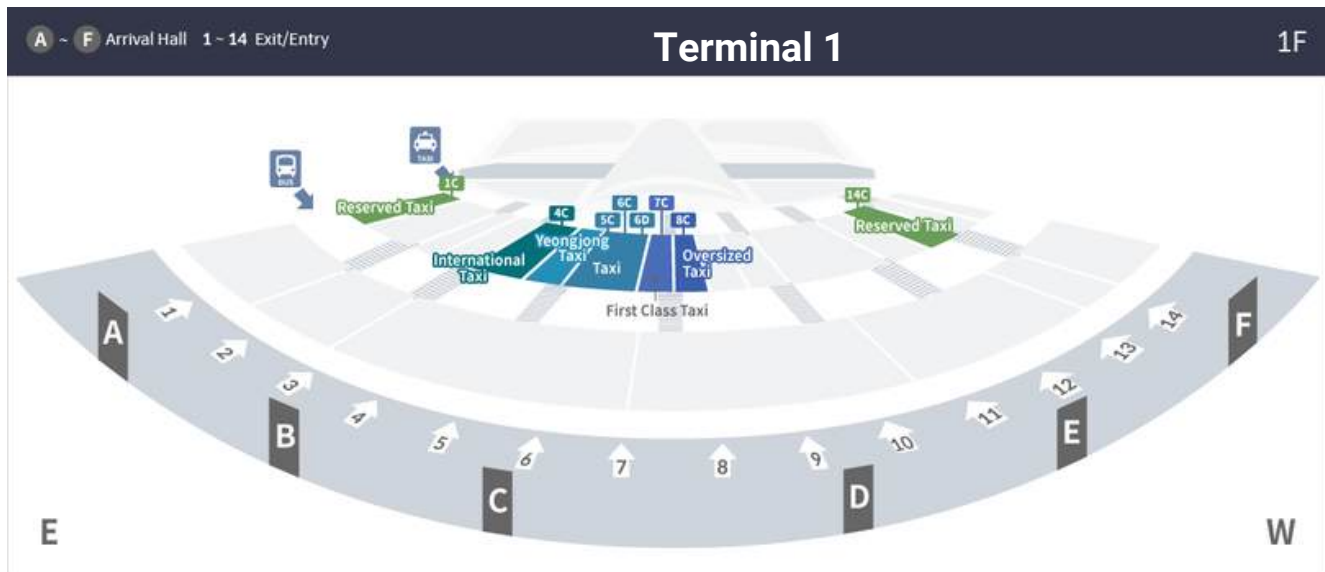 A ~ F Arrival Hall 1 ~ 14 Exit/Entry
Terminal 1
1F
BUS
TAXI
1C
Reserved Taxi
4C
5C
6C
6D
7C
8C
14C
Reserved Taxi
International
Taxi
Yeongjong
Taxi
Taxi
Oversized
Taxi
First Class Taxi
A
1
2
3
B
4
5
C
6
7
8
9
D
10
11
E
12
13
14
F
E
W